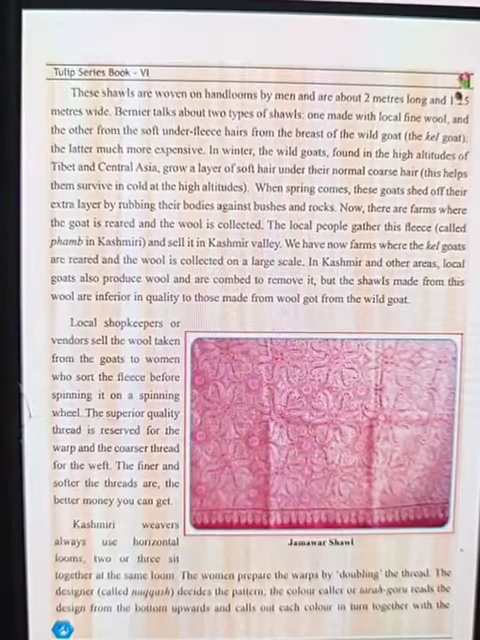 Tulip Series Book - VI
These shawls are woven on handlooms by men and are about 2 metres long and 1.25
metres wide. Bernier talks about two types of shawls: one made with local fine wool, and
the other from the soft under-fleece hairs from the breast of the wild goat (the kel goat);
the latter much more expensive. In winter, the wild goats, found in the high altitudes of
Tibet and Central Asia, grow a layer of soft hair under their normal coarse hair (this helps
them survive in cold at the high altitudes). When spring comes, these goats shed off their
extra layer by rubbing their bodies against bushes and rocks. Now, there are farms where
the goat is reared and the wool is collected. The local people gather this fleece (called
phamb in Kashmiri) and sell it in Kashmir valley. We have now farms where the kel goats
are reared and the wool is collected on a large scale. In Kashmir and other areas, local
goats also produce wool and are combed to remove it, but the shawls made from this
wool are inferior in quality to those made from wool got from the wild goat.
Local shopkeepers or
vendors sell the wool taken
from the goats to women
who sort the fleece before
spinning it on a spinning
wheel. The superior quality
thread is reserved for the
warp and the coarser thread
for the weft. The finer and
softer the threads are, the
better money you can get.
Kashmiri weavers
always use horizontal
looms, two or three sit
Jamawar Shawl
together at the same loom. The women prepare the warps by 'doubling' the thread. The
designer (called naqqash) decides the pattern, the colour caller or tarah-guru reads the
design from the bottom upwards and calls out each colour in turn together with the